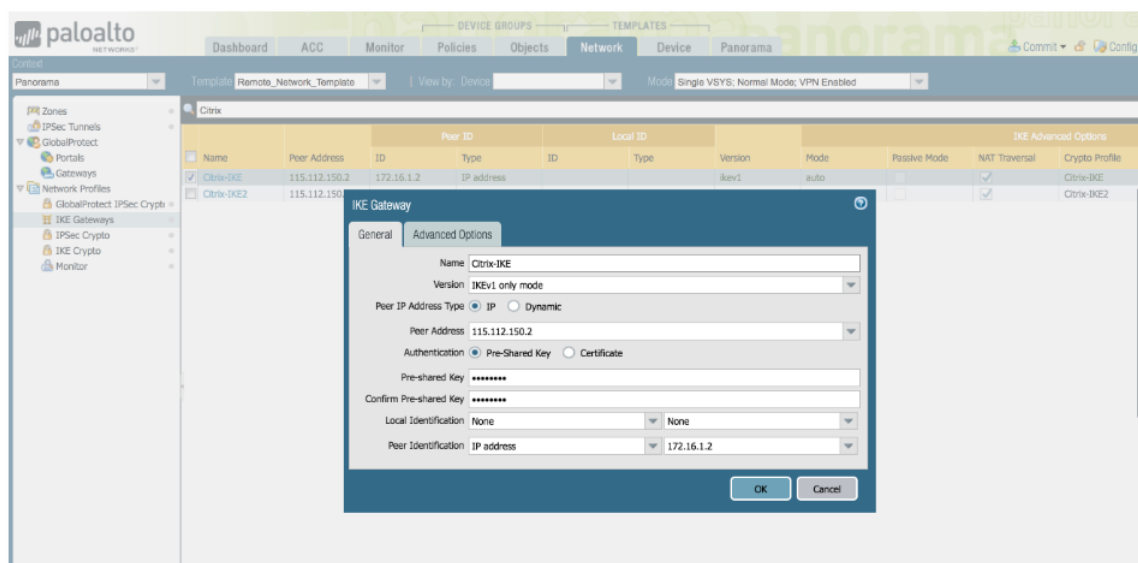 DEVICE GROUPS TEMPLATES
paloalto
NETWORKS
Dashboard ACC Monitor Policies Objects Network Device Panorama Commit Config
Context
Panorama Template Remote_Network_Template View by: Device Mode Single VSYS; Normal Mode; VPN Enabled
Zones
IPSec Tunnels
GlobalProtect
Portals
Gateways
Network Profiles
GlobalProtect IPSec Crypt
IKE Gateways
IPSec Crypto
IKE Crypto
Monitor
Citrix
Peer ID Local ID IKE Advanced Options
Name Peer Address ID Type ID Type Version Mode Passive Mode NAT Traversal Crypto Profile
Citrix-IKE 115.112.150.2 172.16.1.2 IP address ikev1 auto Citrix-IKE
Citrix-IKE2 115.112.150. Citrix-IKE2
IKE Gateway
General Advanced Options
Name Citrix-IKE
Version IKEv1 only mode
Peer IP Address Type IP Dynamic
Peer Address 115.112.150.2
Authentication Pre-Shared Key Certificate
Pre-shared Key ••••••••
Confirm Pre-shared Key ••••••••
Local Identification None None
Peer Identification IP address 172.16.1.2
OK Cancel